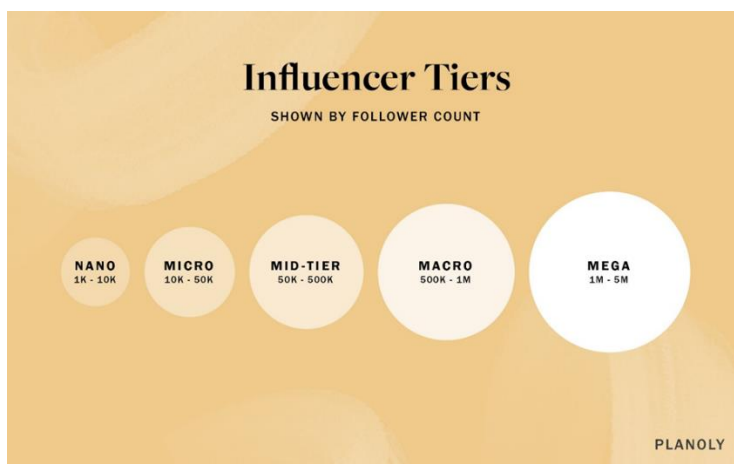 Influencer Tiers
SHOWN BY FOLLOWER COUNT
NANO
1K - 10K
MICRO
10K - 50K
MID-TIER
50K - 500K
MACRO
500K - 1M
MEGA
1M - 5M
PLANOLY